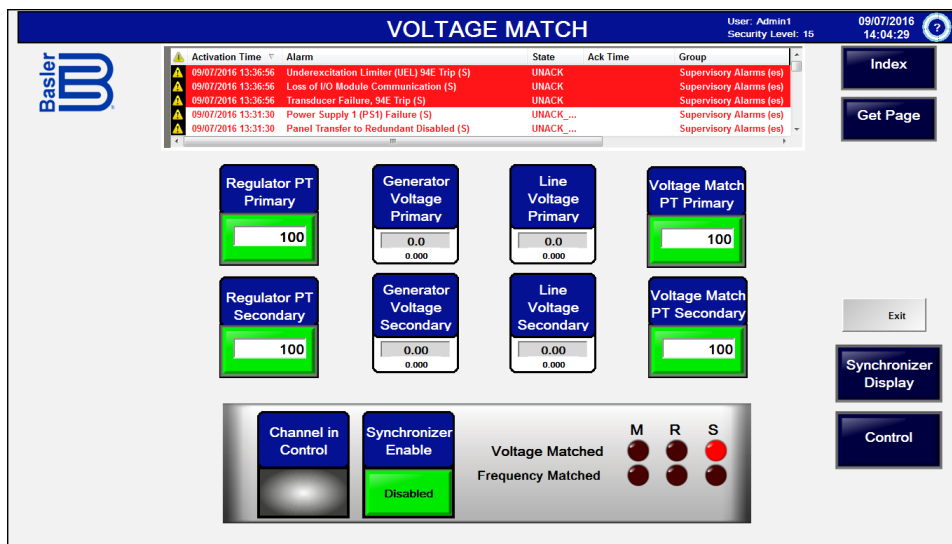 VOLTAGE MATCH
User: Admin1
Security Level: 15
09/07/2016
14:04:29
?
Basler
Activation Time Alarm State Ack Time Group
09/07/2016 13:36:56 Underexcitation Limiter (UEL) 94E Trip (S) UNACK Supervisory Alarms (es)
09/07/2016 13:36:56 Loss of I/O Module Communication (S) UNACK Supervisory Alarms (es)
09/07/2016 13:36:56 Transducer Failure, 94E Trip (S) UNACK Supervisory Alarms (es)
09/07/2016 13:31:30 Power Supply 1 (PS1) Failure (S) UNACK_... Supervisory Alarms (es)
09/07/2016 13:31:30 Panel Transfer to Redundant Disabled (S) UNACK_... Supervisory Alarms (es)
Index
Get Page
Regulator PT
Primary
100
Generator
Voltage
Primary
0.0
0.000
Line
Voltage
Primary
0.0
0.000
Voltage Match
PT Primary
100
Regulator PT
Secondary
100
Generator
Voltage
Secondary
0.00
0.000
Line
Voltage
Secondary
0.00
0.000
Voltage Match
PT Secondary
100
Exit
Synchronizer
Display
Control
Channel in
Control
Synchronizer
Enable
Disabled
M R S
Voltage Matched
Frequency Matched